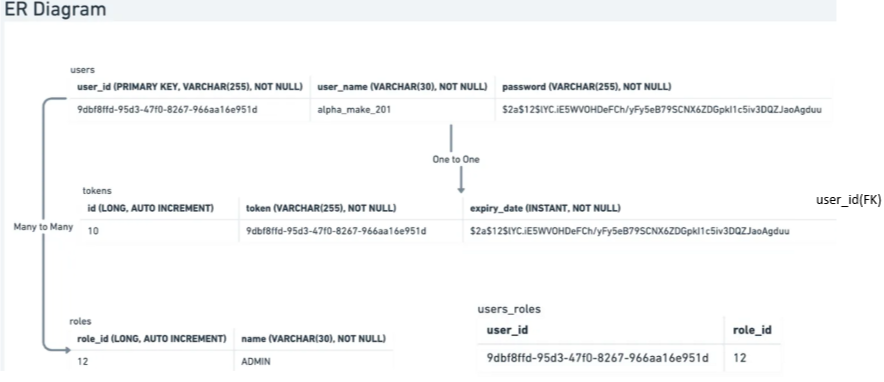 ER Diagram
users
user_id (PRIMARY KEY, VARCHAR(255), NOT NULL) user_name (VARCHAR(30), NOT NULL) password (VARCHAR(255), NOT NULL)
9dbf8ffd-95d3-47f0-8267-966aa16e951d alpha_make_201 $2a$12$lYC.iE5WVOHDeFCh/yFy5eB79SCNX6ZDGpkl1c5iv3DQZJaoAgduu
One to One
tokens
id (LONG, AUTO INCREMENT) token (VARCHAR(255), NOT NULL) expiry_date (INSTANT, NOT NULL) user_id(FK)
Many to Many
10 9dbf8ffd-95d3-47f0-8267-966aa16e951d $2a$12$lYC.iE5WVOHDeFCh/yFy5eB79SCNX6ZDGpkl1c5iv3DQZJaoAgduu
roles
role_id (LONG, AUTO INCREMENT) name (VARCHAR(30), NOT NULL)
12 ADMIN
users_roles
user_id role_id
9dbf8ffd-95d3-47f0-8267-966aa16e951d 12